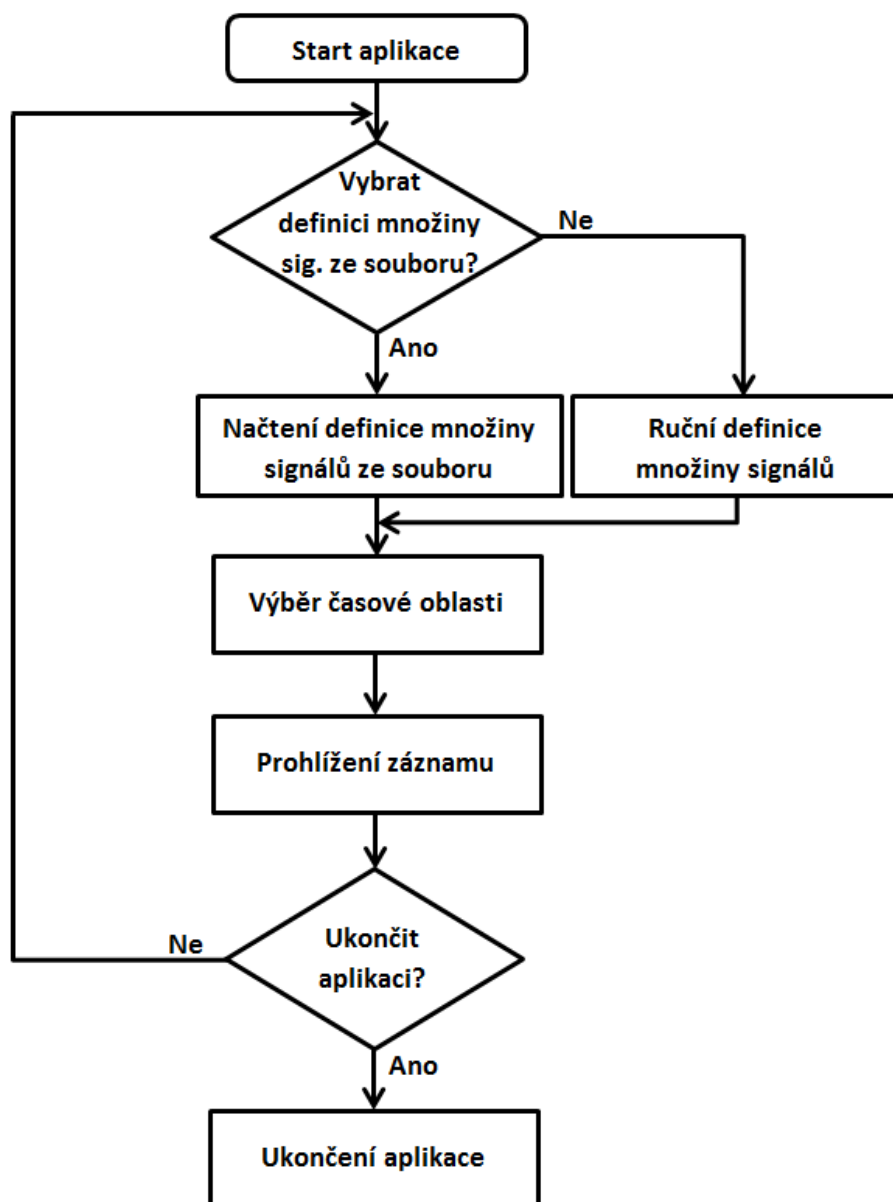 Start aplikace
Vybrat
definici množiny
sig. ze souboru?
Ne
Ano
Načtení definice množiny
signálů ze souboru
Ruční definice
množiny signálů
Výběr časové oblasti
Prohlížení záznamu
Ukončit
aplikaci?
Ne
Ano
Ukončení aplikace